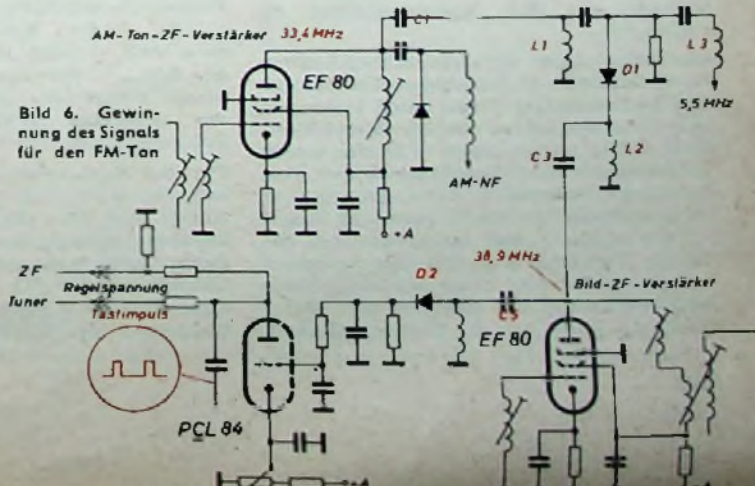 AM-Ton-ZF-Verstärker 33,4 MHz
C1
L1
D1
L3
EF 80
5,5 MHz
Bild 6. Gewin-
nung des Signals
für den FM-Ton
C3
L2
AM-NF
+A
38,9 MHz
ZF
Regelspannung
D2
Bild-ZF-Verstärker
Tuner
Tastimpuls
C5
EF 80
PCL 84
+A